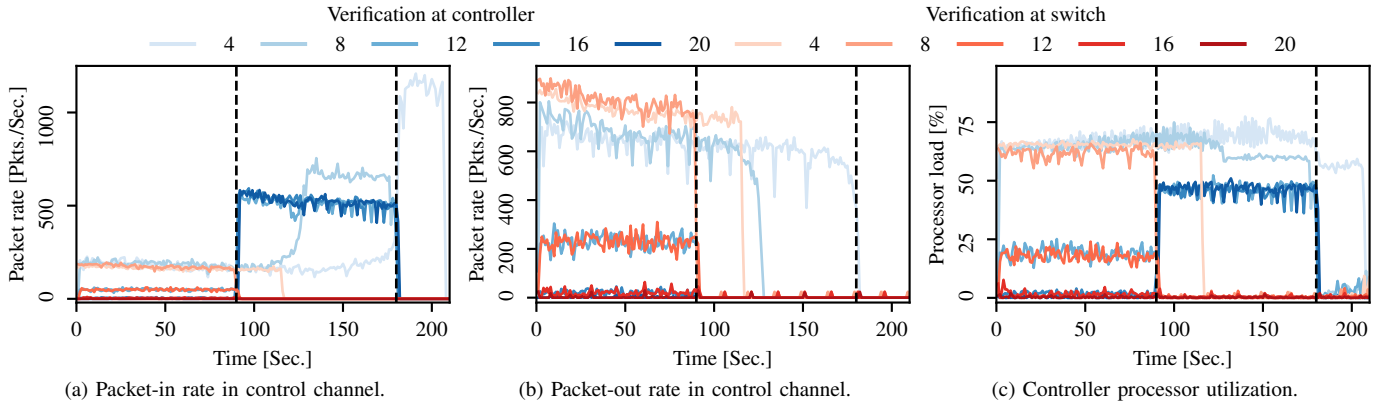 Verification at controller
Verification at switch
4 8 12 16 20 4 8 12 16 20
Packet rate [Pkts./Sec.]
0
500
1000
0 50 100 150 200
Time [Sec.]
(a) Packet-in rate in control channel.
Packet rate [Pkts./Sec.]
0
200
400
600
800
0 50 100 150 200
Time [Sec.]
(b) Packet-out rate in control channel.
Processor load [%]
0
25
50
75
0 50 100 150 200
Time [Sec.]
(c) Controller processor utilization.